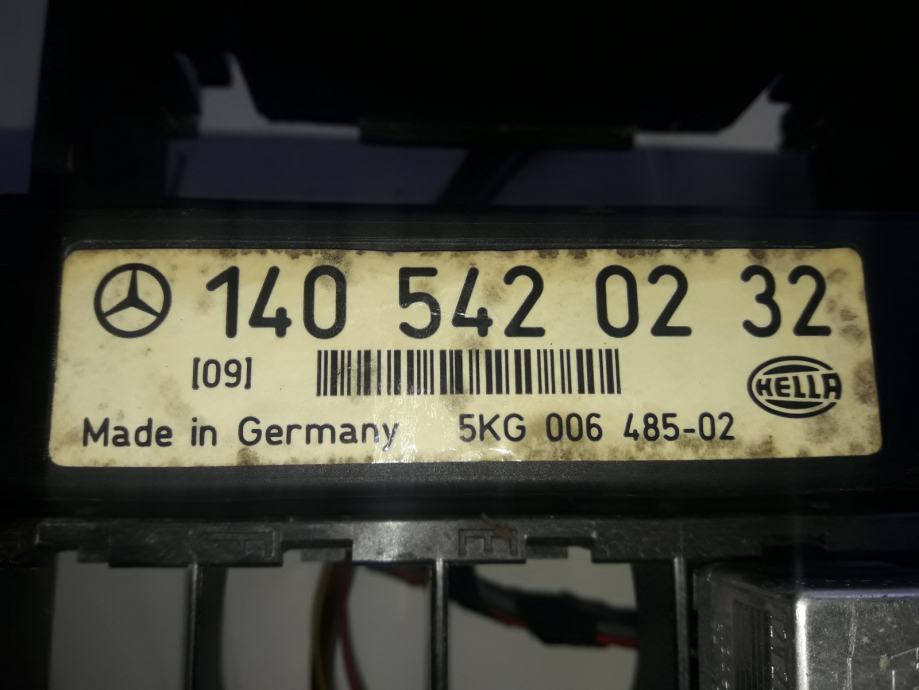 140 542 02 32
[09]
HELLA
Made in Germany 5KG 006 485-02
F
E